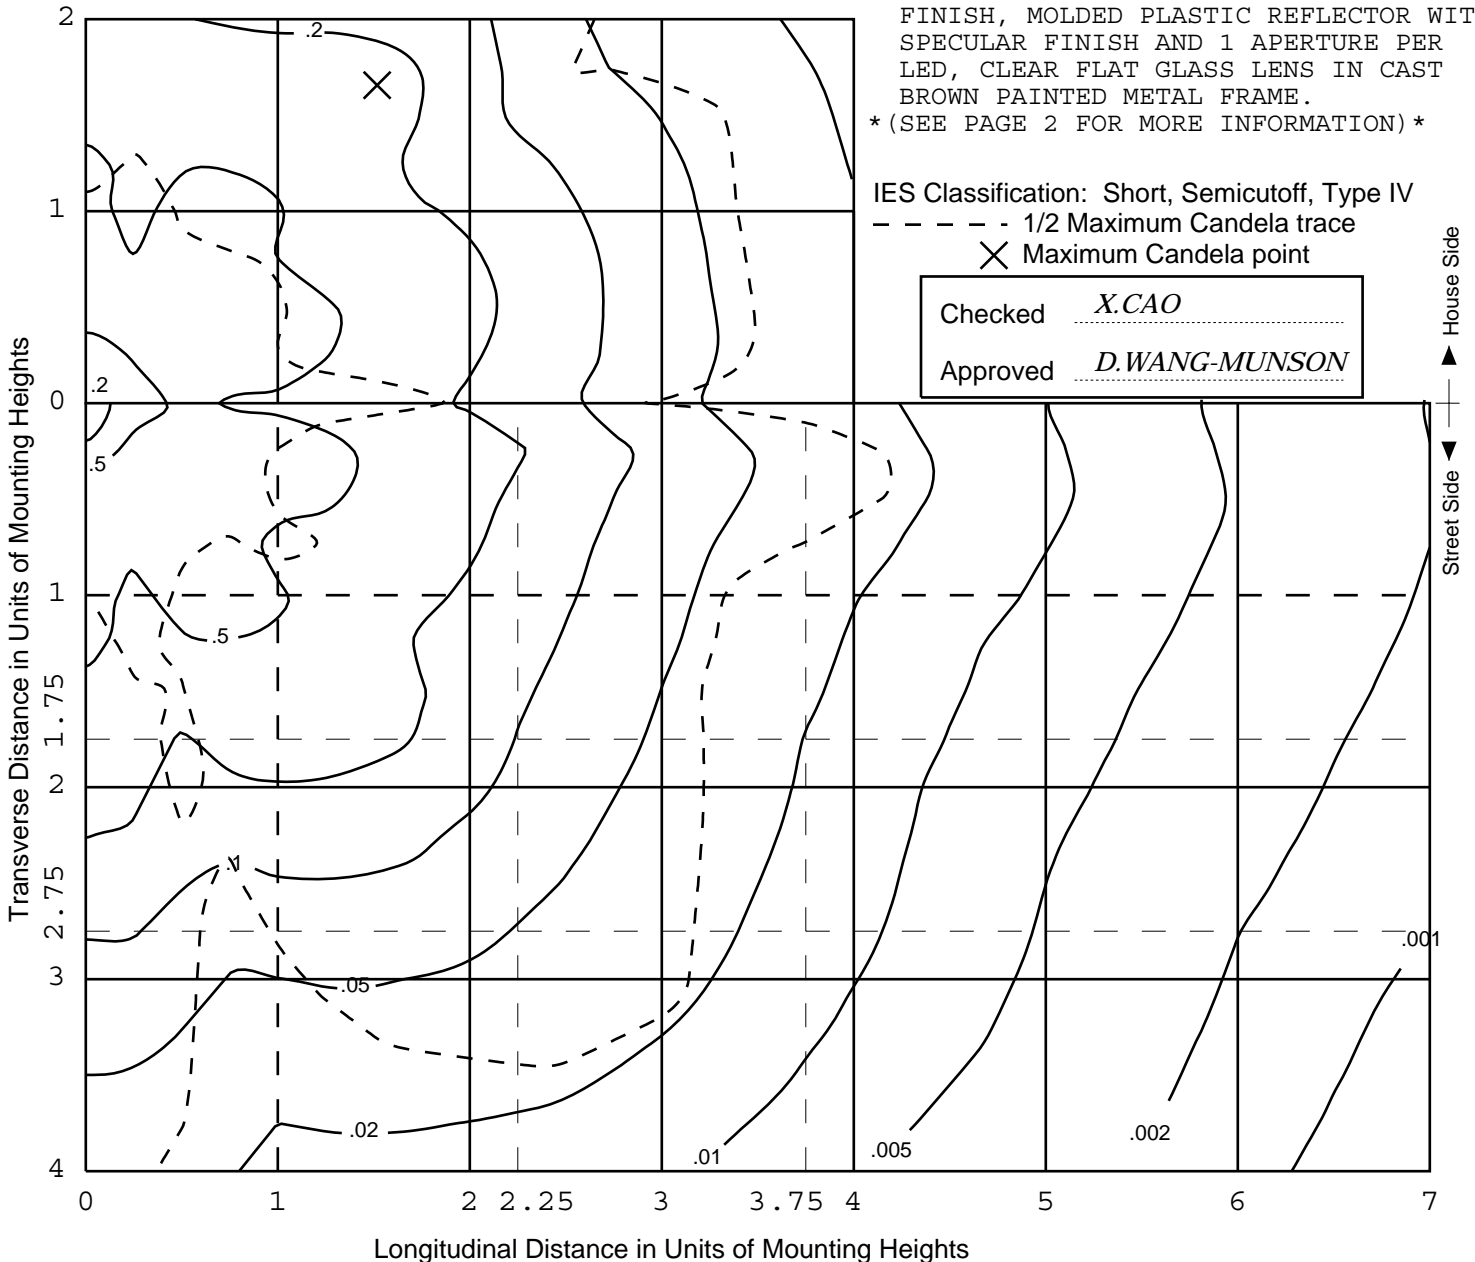 FINISH, MOLDED PLASTIC REFLECTOR WIT
SPECULAR FINISH AND 1 APERTURE PER
LED, CLEAR FLAT GLASS LENS IN CAST
BROWN PAINTED METAL FRAME.
*(SEE PAGE 2 FOR MORE INFORMATION)*
IES Classification: Short, Semicutoff, Type IV
1/2 Maximum Candela trace
Maximum Candela point
Checked X.CAO
Approved D.WANG-MUNSON
House Side
Street Side
Transverse Distance in Units of Mounting Heights
2
1
0
1
1.75
2
2.75
3
4
.2
.2
.5
.5
.1
.05
.02
.01
.005
.002
.001
0 1 2 2.25 3 3.75 4 5 6 7
Longitudinal Distance in Units of Mounting Heights